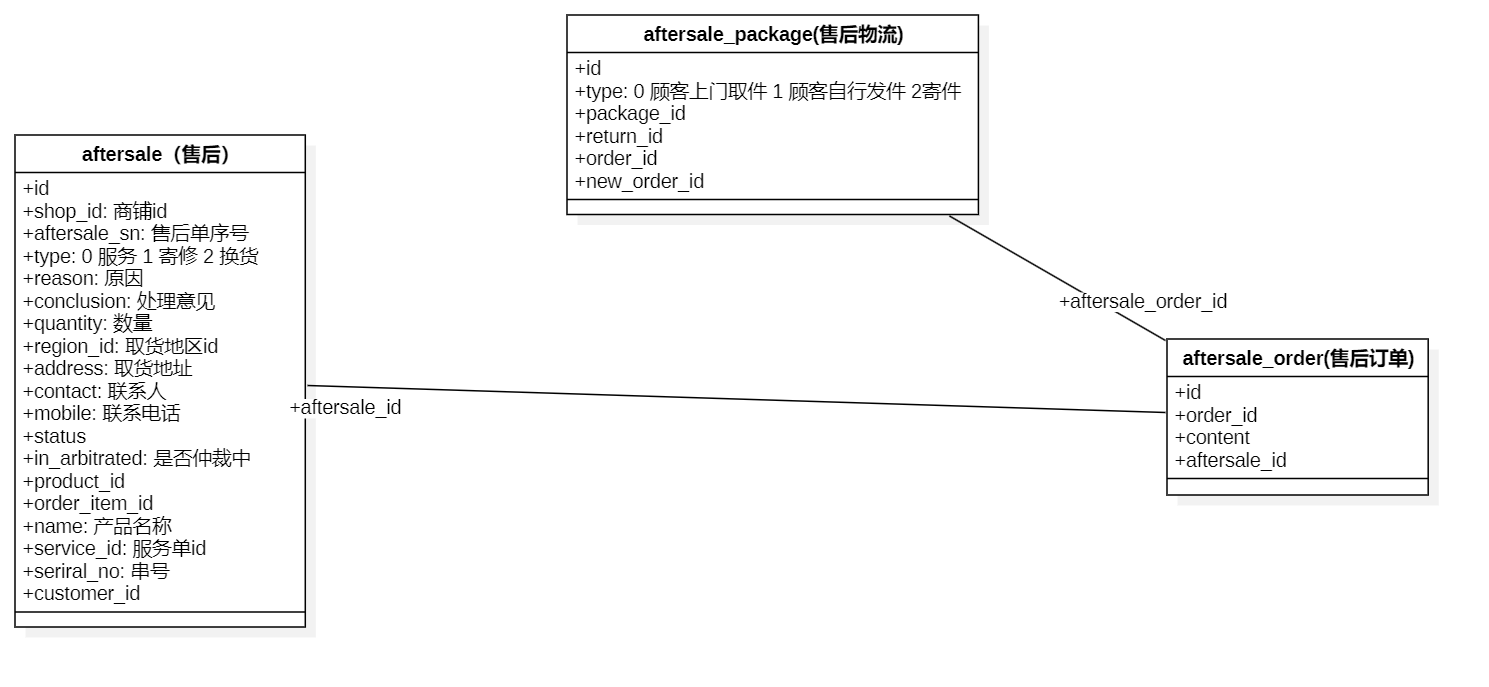 aftersale_package(售后物流)
+id
+type: 0 顾客上门取件 1 顾客自行发件 2寄件
+package_id
+return_id
+order_id
+new_order_id
aftersale（售后）
+id
+shop_id: 商铺id
+aftersale_sn: 售后单序号
+type: 0 服务 1 寄修 2 换货
+reason: 原因
+conclusion: 处理意见
+quantity: 数量
+region_id: 取货地区id
+address: 取货地址
+contact: 联系人
+mobile: 联系电话
+status
+in_arbitrated: 是否仲裁中
+product_id
+order_item_id
+name: 产品名称
+service_id: 服务单id
+seriral_no: 串号
+customer_id
+aftersale_order_id
+aftersale_id
aftersale_order(售后订单)
+id
+order_id
+content
+aftersale_id